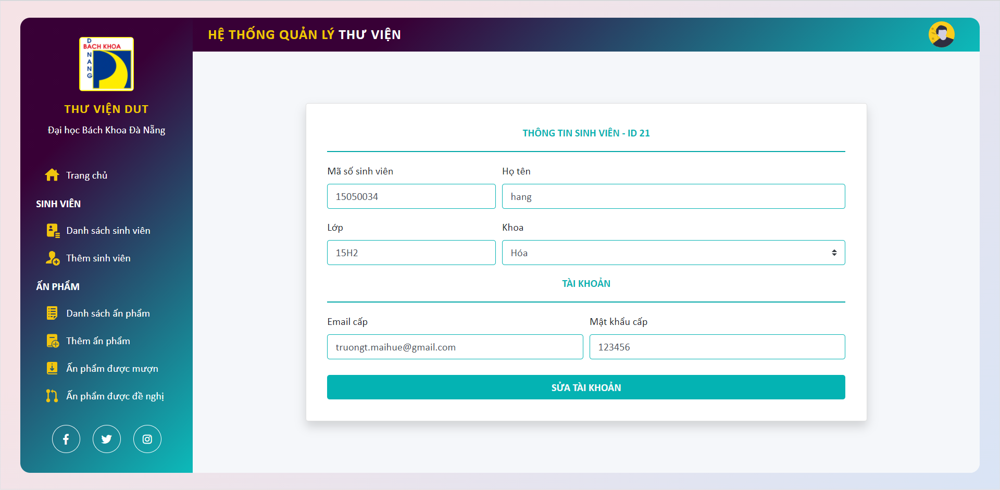 D
BÁCH KHOA
N
A
N
G
THƯ VIỆN DUT
Đại học Bách Khoa Đà Nẵng
Trang chủ
SINH VIÊN
Danh sách sinh viên
Thêm sinh viên
ẤN PHẨM
Danh sách ấn phẩm
Thêm ấn phẩm
Ấn phẩm được mượn
Ấn phẩm được đề nghị
HỆ THỐNG QUẢN LÝ THƯ VIỆN
THÔNG TIN SINH VIÊN - ID 21
Mã số sinh viên Họ tên
15050034 hang
Lớp Khoa
15H2 Hóa
TÀI KHOẢN
Email cấp Mật khẩu cấp
truongt.maihue@gmail.com 123456
SỬA TÀI KHOẢN